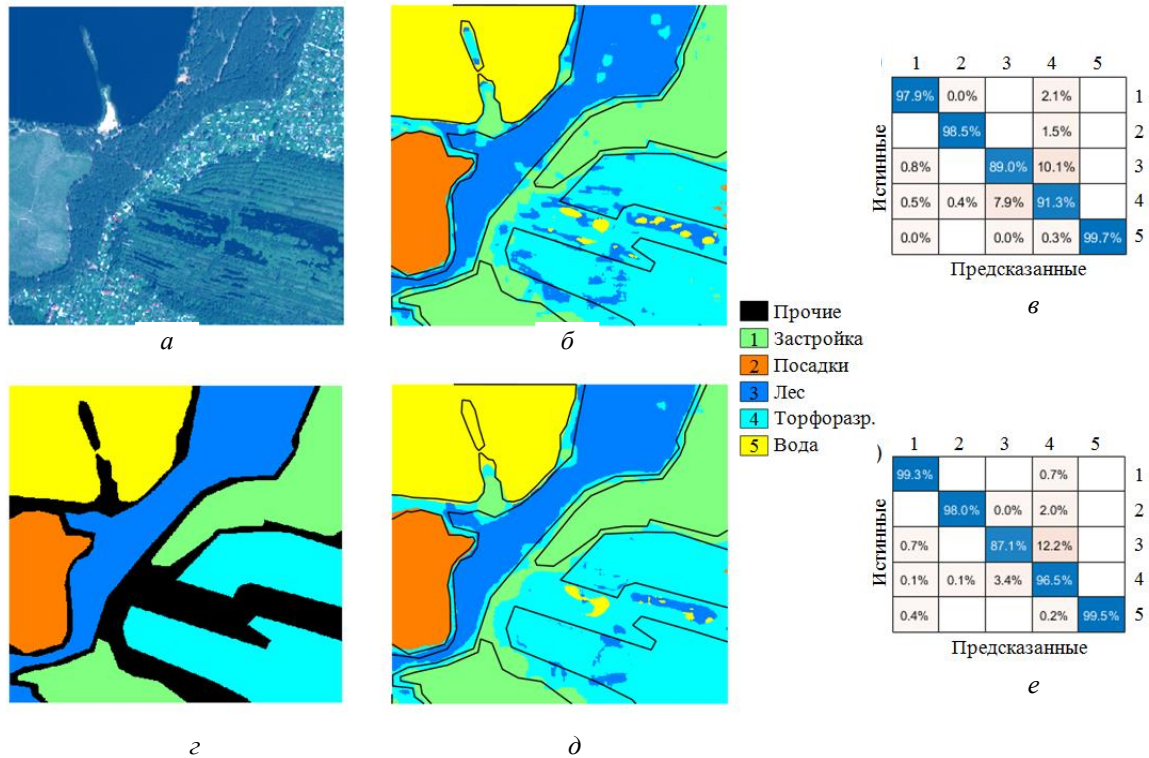 1 2 3 4 5
97.9% 0.0% 2.1% 1
98.5% 1.5% 2
0.8% 89.0% 10.1% 3
0.5% 0.4% 7.9% 91.3% 4
0.0% 0.0% 0.3% 99.7% 5
Истинные
Предсказанные
а
б
в
Прочие
1 Застройка
2 Посадки
3 Лес
4 Торфоразр.
5 Вода
)
1 2 3 4 5
99.3% 0.7% 1
98.0% 0.0% 2.0% 2
0.7% 87.1% 12.2% 3
0.1% 0.1% 3.4% 96.5% 4
0.4% 0.2% 99.5% 5
Истинные
Предсказанные
г
д
е